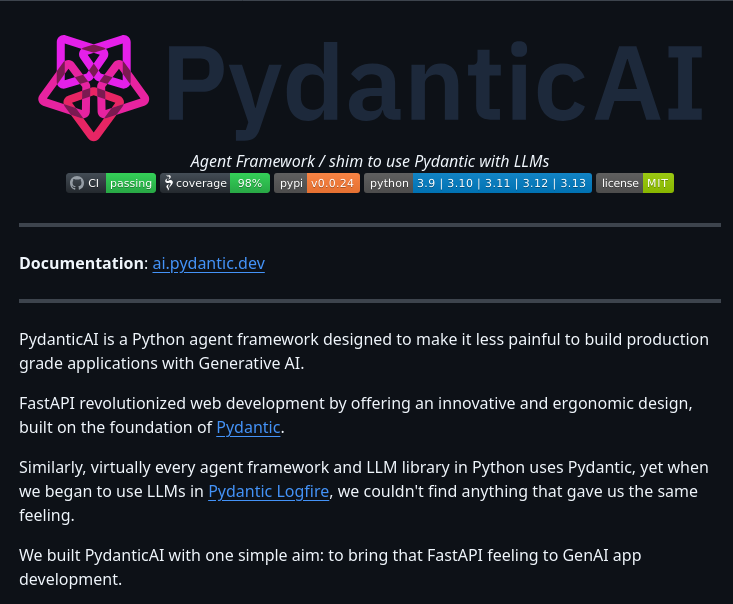 PydanticAI
Agent Framework / shim to use Pydantic with LLMs
CI passing coverage 98% pypi v0.0.24 python 3.9 | 3.10 | 3.11 | 3.12 | 3.13 license MIT
Documentation: ai.pydantic.dev
PydanticAI is a Python agent framework designed to make it less painful to build production
grade applications with Generative AI.
FastAPI revolutionized web development by offering an innovative and ergonomic design,
built on the foundation of Pydantic.
Similarly, virtually every agent framework and LLM library in Python uses Pydantic, yet when
we began to use LLMs in Pydantic Logfire, we couldn't find anything that gave us the same
feeling.
We built PydanticAI with one simple aim: to bring that FastAPI feeling to GenAI app
development.